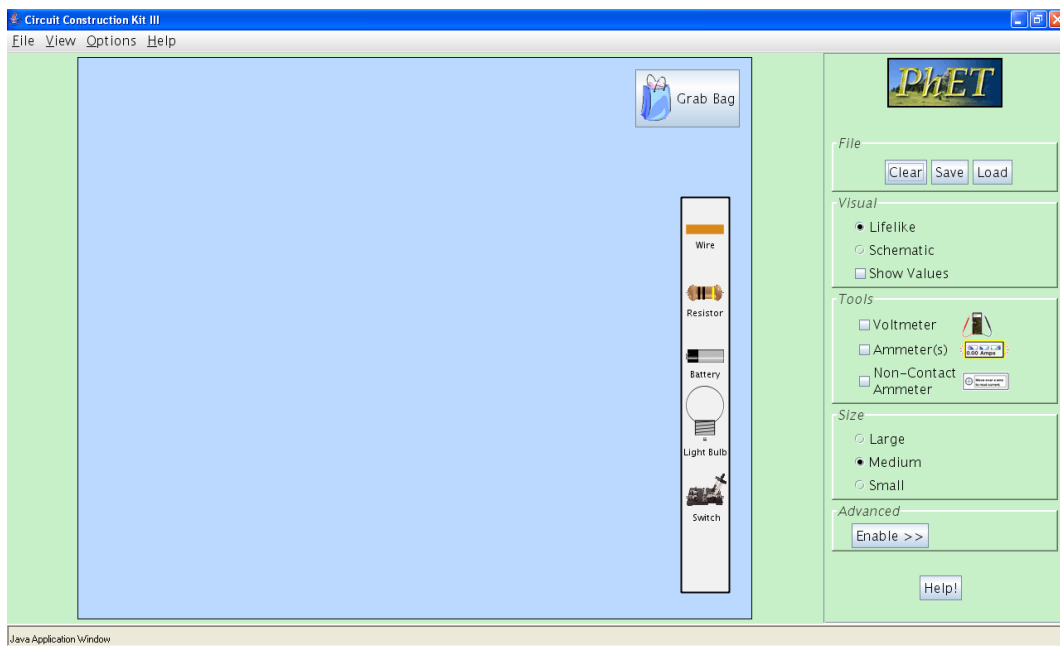 Circuit Construction Kit III
File View Options Help
Grab Bag
Wire
Resistor
Battery
Light Bulb
Switch
PhET
File
Clear Save Load
Visual
Lifelike
Schematic
Show Values
Tools
Voltmeter
Ammeter(s)
0.00 Amps
Non-Contact
Ammeter
Size
Large
Medium
Small
Advanced
Enable >>
Help!
Java Application Window